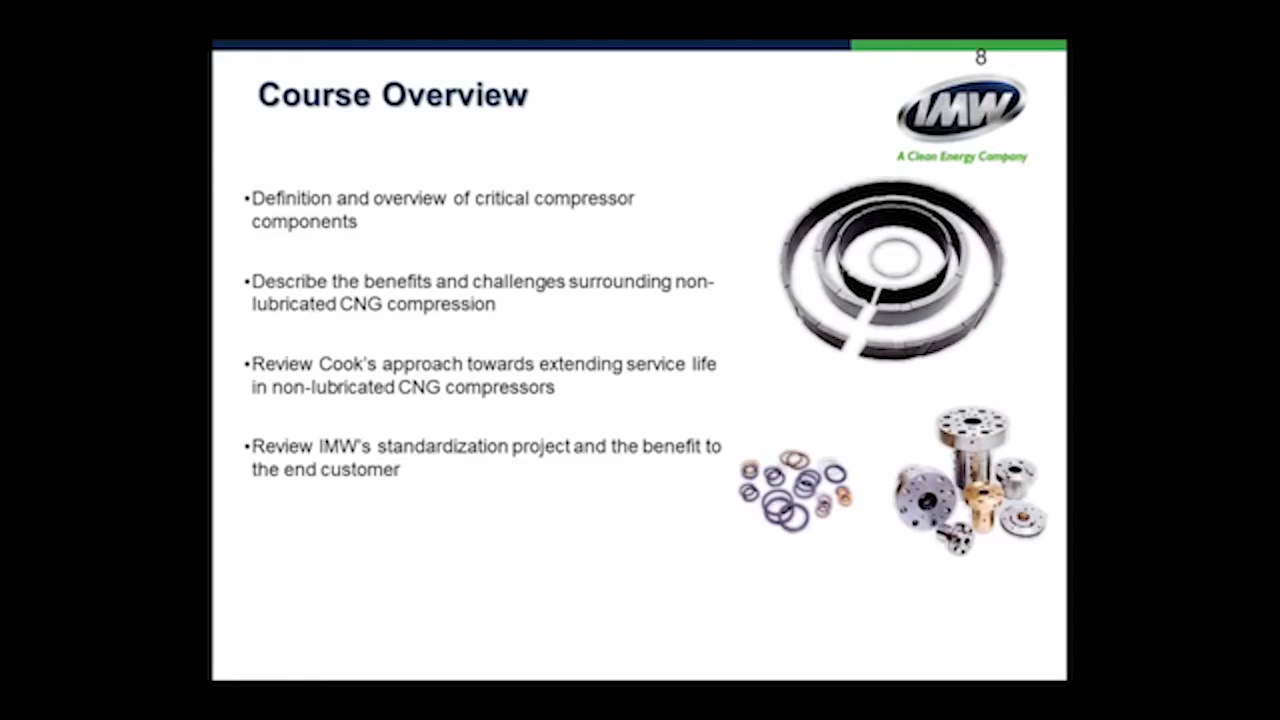 8
Course Overview
IMW
A Clean Energy Company
•Definition and overview of critical compressor
components
•Describe the benefits and challenges surrounding non-
lubricated CNG compression
•Review Cook's approach towards extending service life
in non-lubricated CNG compressors
•Review IMW's standardization project and the benefit to
the end customer